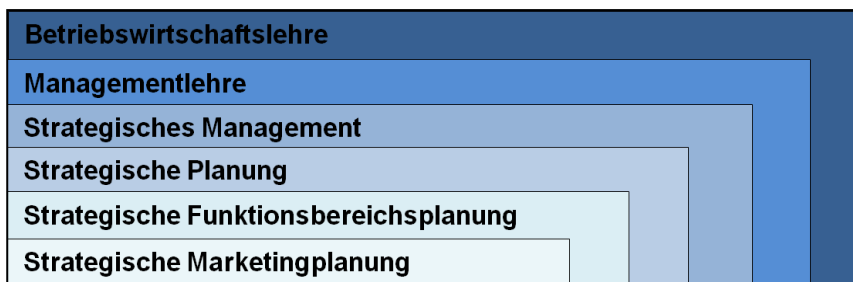 Betriebswirtschaftslehre
Managementlehre
Strategisches Management
Strategische Planung
Strategische Funktionsbereichsplanung
Strategische Marketingplanung